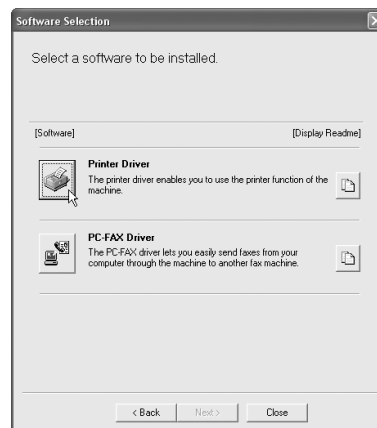 Software Selection
Select a software to be installed.
[Software] [Display Readme]
Printer Driver
The printer driver enables you to use the printer function of the
machine.
PC-FAX Driver
The PC-FAX driver lets you easily send faxes from your
computer through the machine to another fax machine.
< Back Next > Close